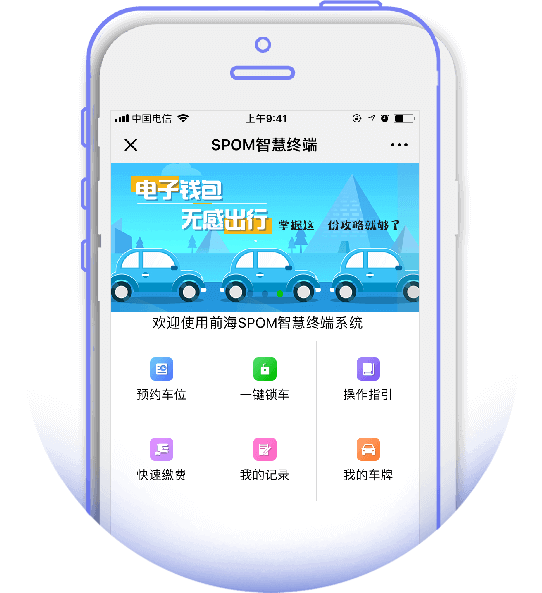 中国电信
上午9:41
SPOM智慧终端
电子钱包
无感出行
掌握这一份攻略就够了
欢迎使用前海SPOM智慧终端系统
预约车位
一键锁车
操作指引
快速缴费
我的记录
我的车牌